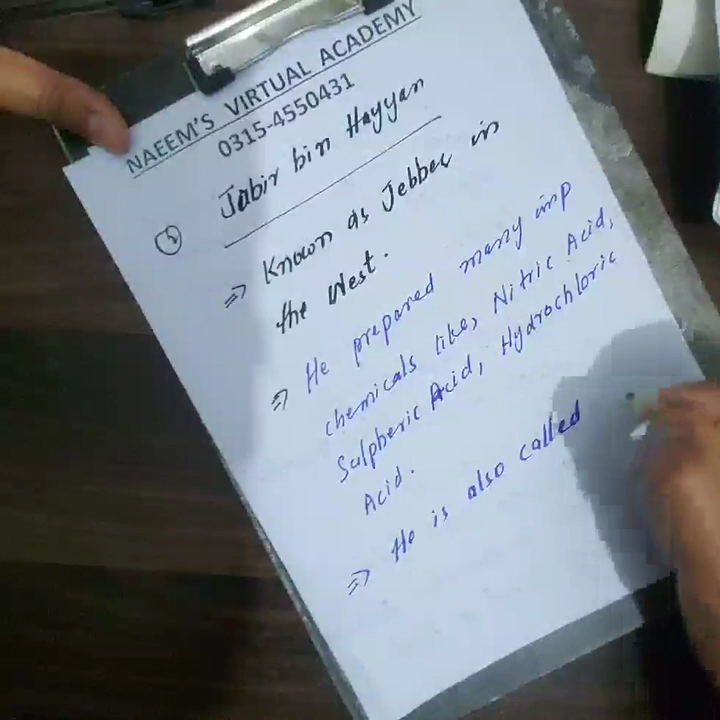 NAEEM'S VIRTUAL ACADEMY
0315-4550431
③ Jabir bin Hayyan
⇒ Known as Jebber in
the West.
⇒ He prepared many imp
chemicals like, Nitric Acid,
Sulpheric Acid, Hydrochloric
Acid.
⇒ He is also called